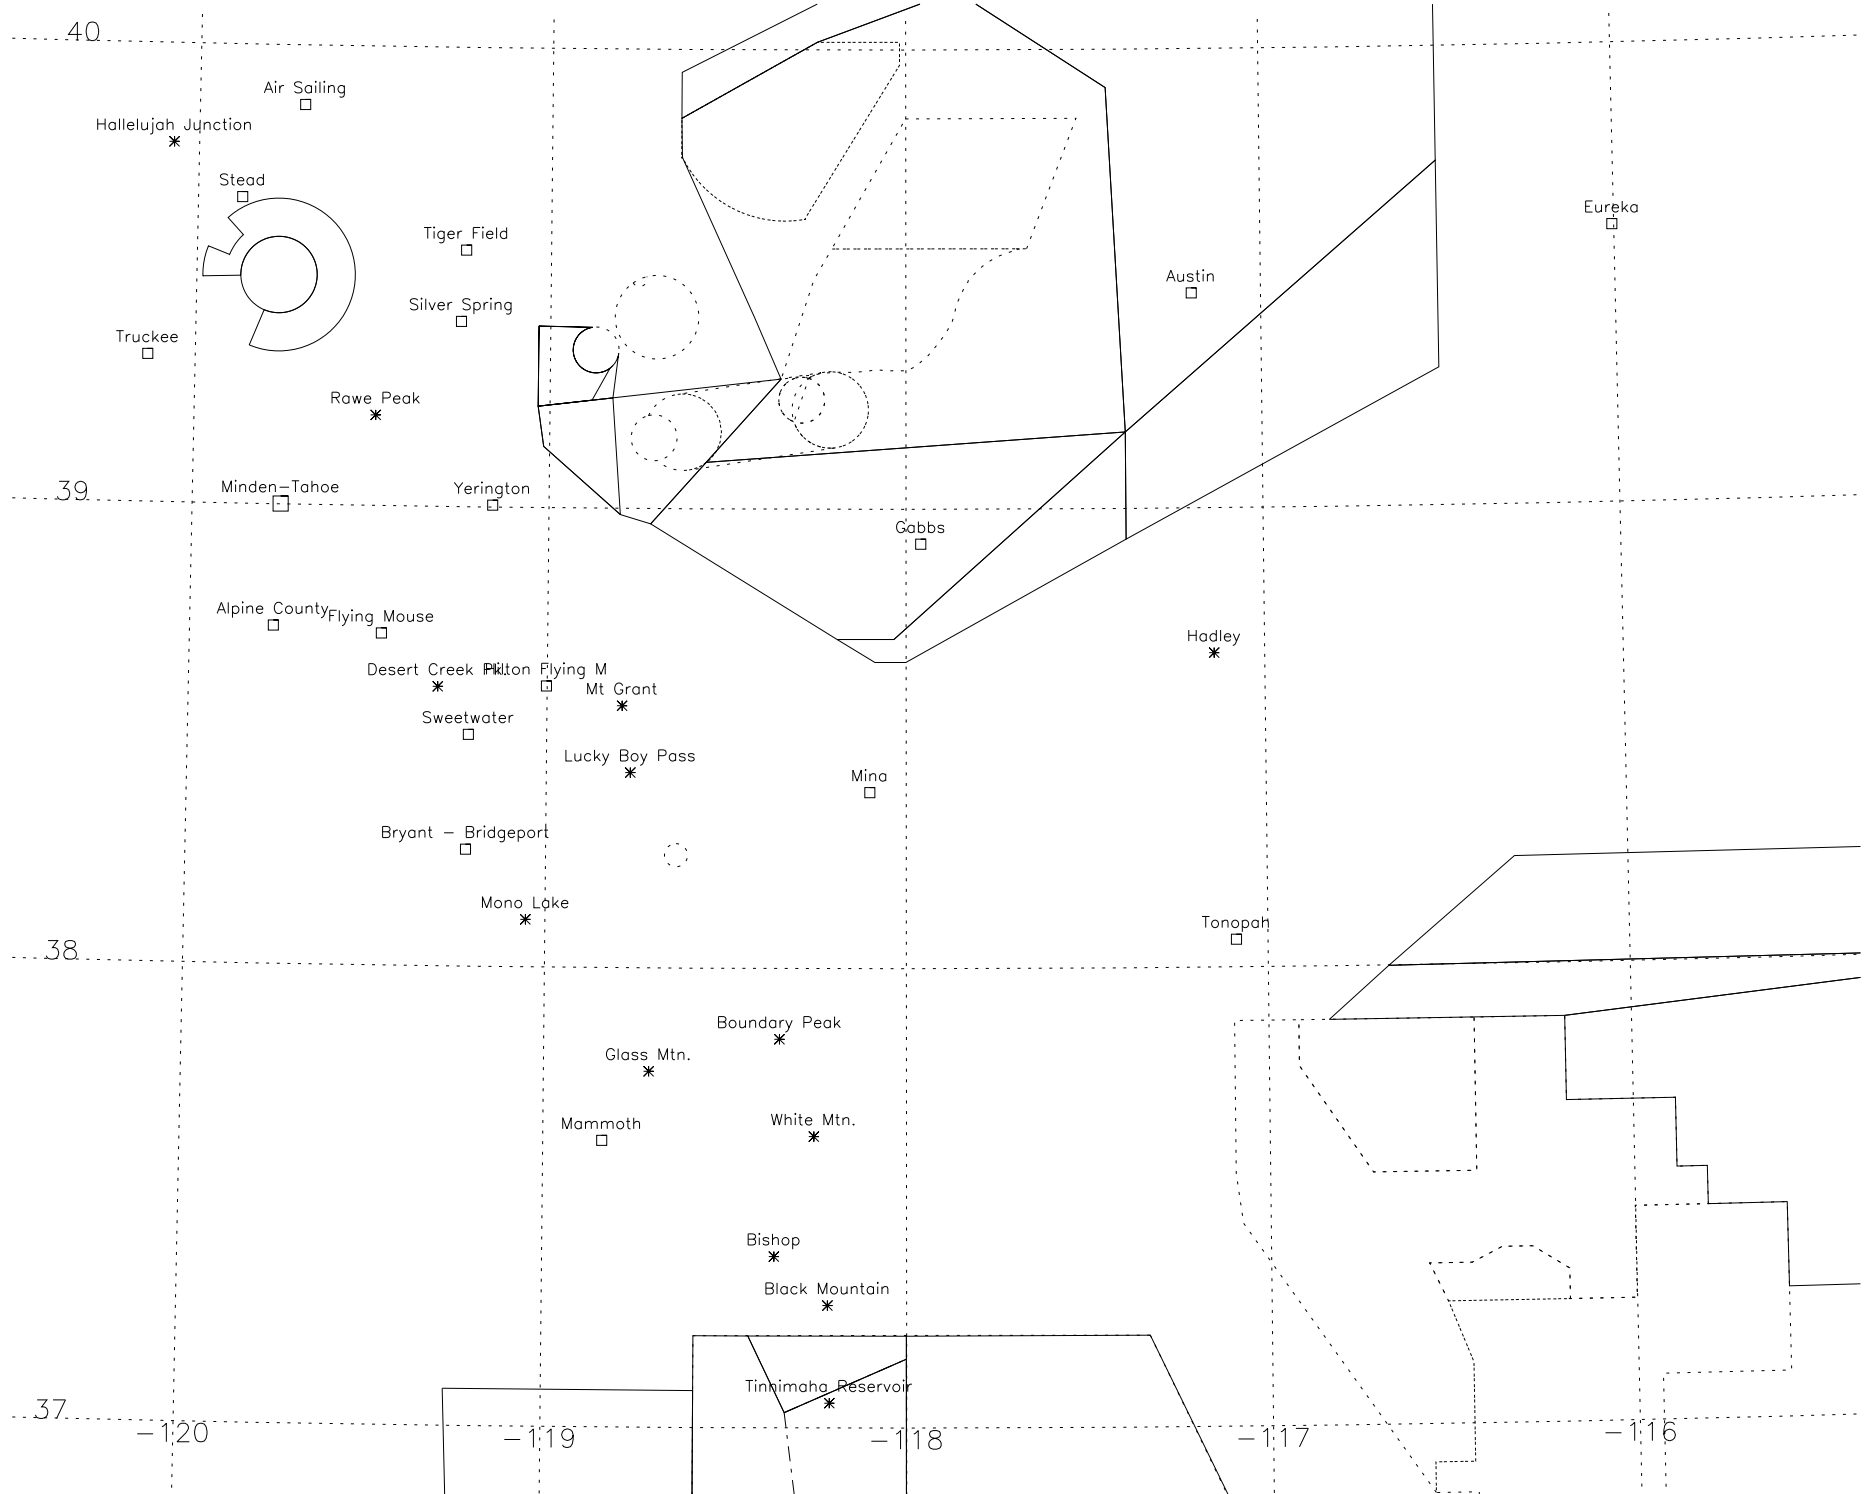 40
Air Sailing
Hallelujah Junction
Stead
Eureka
Tiger Field
Austin
Silver Spring
Truckee
Rawe Peak
39
Minden-Tahoe
Yerington
Gabbs
Alpine County
Flying Mouse
Hadley
Desert Creek
Hilton Flying M
Mt Grant
Sweetwater
Lucky Boy Pass
Mina
Bryant - Bridgeport
Mono Lake
Tonopah
38
Boundary Peak
Glass Mtn.
White Mtn.
Mammoth
Bishop
Black Mountain
Tinnimaha Reservoir
37
-120
-119
-118
-117
-116